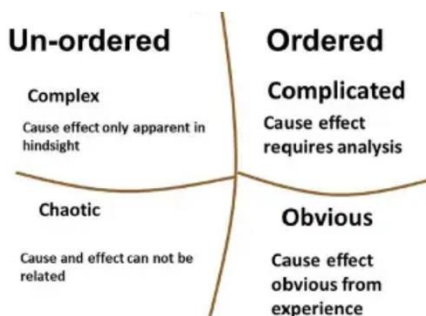 Un-ordered
Ordered
Complex
Cause effect only apparent in
hindsight
Complicated
Cause effect
requires analysis
Chaotic
Cause and effect can not be
related
Obvious
Cause effect
obvious from
experience